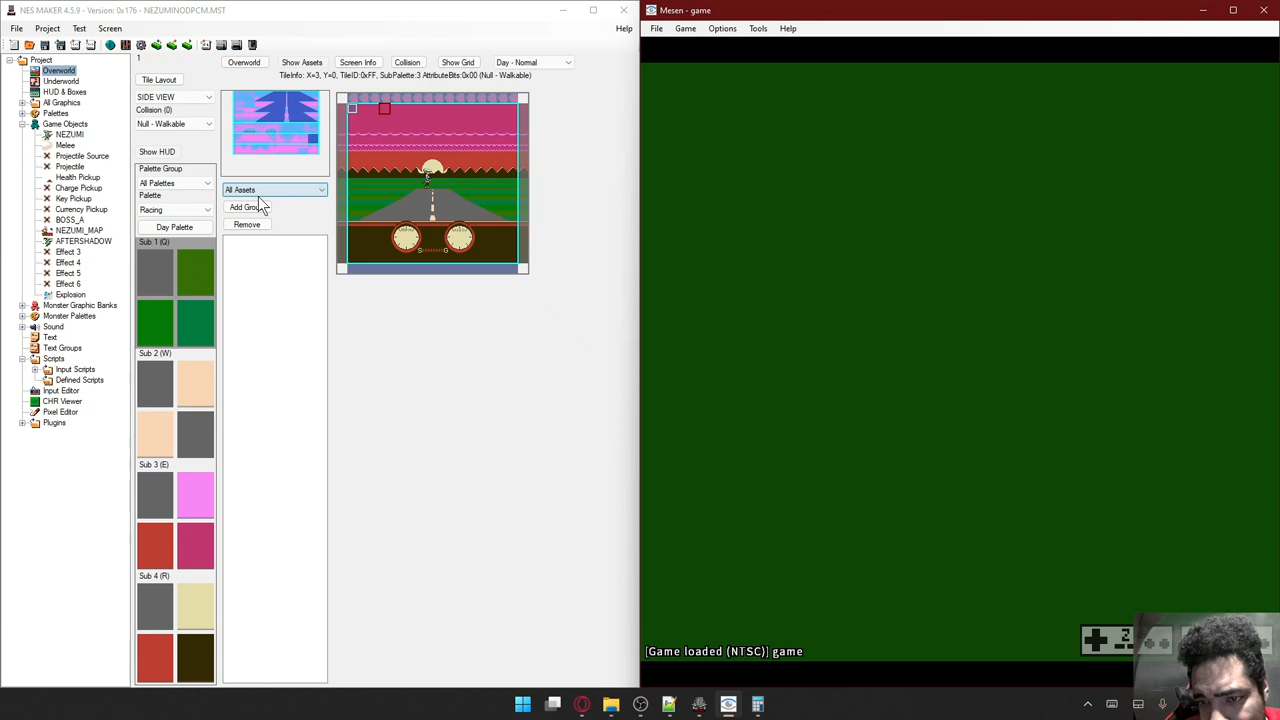 NES MAKER 4.5.9 - Version: 0x176 - NEZUMINODPCM.MST
File Project Test Screen Help
Project
Overworld
Underworld
HUD & Boxes
All Graphics
Palettes
Game Objects
NEZUMI
Melee
Projectile Source
Projectile
Health Pickup
Charge Pickup
Key Pickup
Currency Pickup
BOSS_A
NEZUMI_MAP
AFTERSHADOW
Effect 3
Effect 4
Effect 5
Effect 6
Explosion
Monster Graphic Banks
Monster Palettes
Sound
Text
Text Groups
Scripts
Input Scripts
Defined Scripts
Input Editor
CHR Viewer
Pixel Editor
Plugins
1
Tile Layout
SIDE VIEW
Collision (0)
Null - Walkable
Show HUD
Palette Group
All Palettes
Palette
Racing
Day Palette
Sub 1 (Q)
Sub 2 (W)
Sub 3 (E)
Sub 4 (R)
Overworld Show Assets Screen Info Collision Show Grid Day - Normal
TileInfo: X=3, Y=0, TileID:0xFF, SubPalette:3 AttributeBits:0x00 (Null - Walkable)
All Assets
Remove
S G
Mesen - game
File Game Options Tools Help
[Game loaded (NTSC)] game